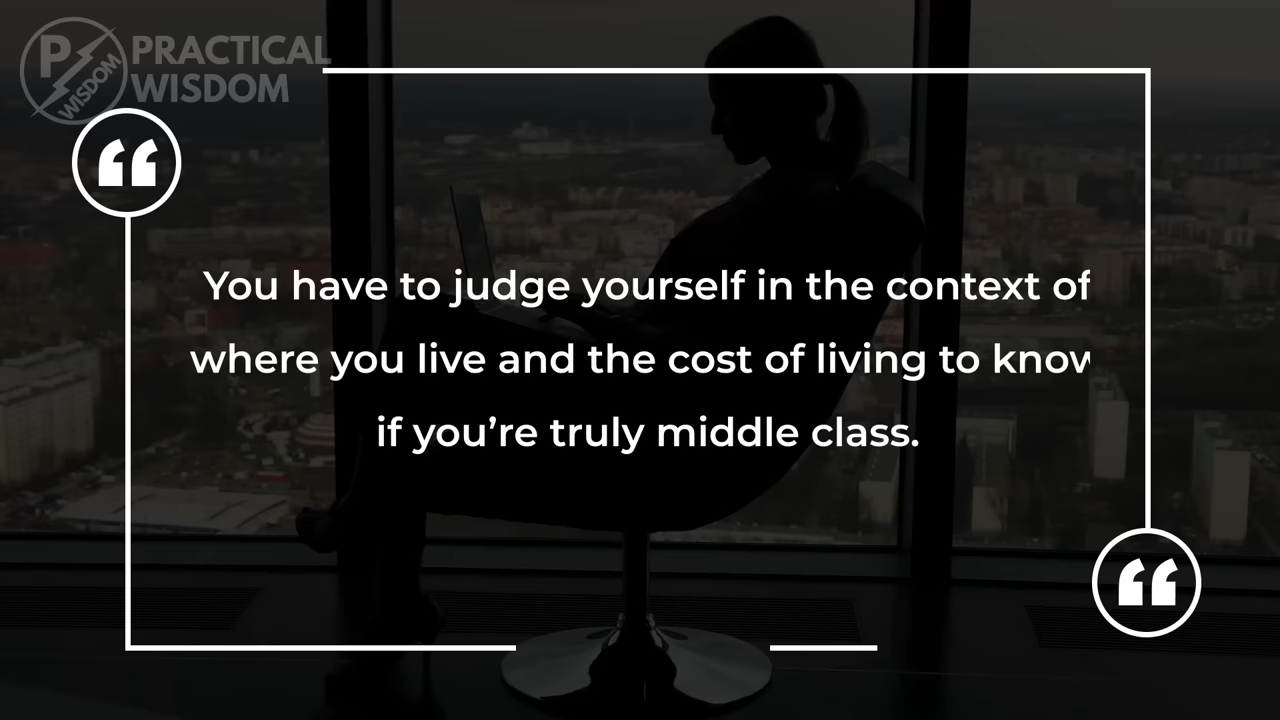 PRACTICAL
WISDOM
P
WISDOM
“
You have to judge yourself in the context of
where you live and the cost of living to know
if you’re truly middle class.
“